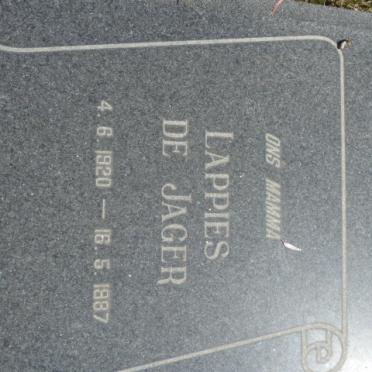 ONS MAMMA
LAPPIES
DE JAGER
4. 6. 1920 — 16. 5. 1987